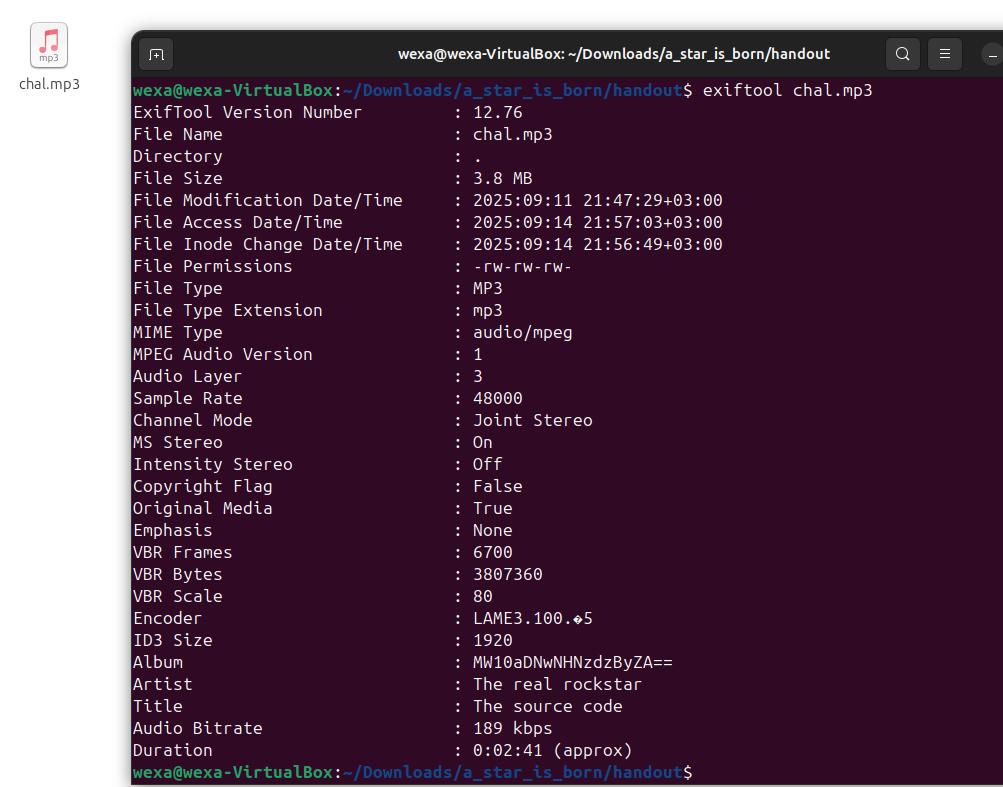 mp3
chal.mp3
wexa@wexa-VirtualBox: ~/Downloads/a_star_is_born/handout
wexa@wexa-VirtualBox:~/Downloads/a_star_is_born/handout$ exiftool chal.mp3
ExifTool Version Number : 12.76
File Name : chal.mp3
Directory : .
File Size : 3.8 MB
File Modification Date/Time : 2025:09:11 21:47:29+03:00
File Access Date/Time : 2025:09:14 21:57:03+03:00
File Inode Change Date/Time : 2025:09:14 21:56:49+03:00
File Permissions : -rw-rw-rw-
File Type : MP3
File Type Extension : mp3
MIME Type : audio/mpeg
MPEG Audio Version : 1
Audio Layer : 3
Sample Rate : 48000
Channel Mode : Joint Stereo
MS Stereo : On
Intensity Stereo : Off
Copyright Flag : False
Original Media : True
Emphasis : None
VBR Frames : 6700
VBR Bytes : 3807360
VBR Scale : 80
Encoder : LAME3.100.�5
ID3 Size : 1920
Album : MW10aDNwNHNzdzByZA==
Artist : The real rockstar
Title : The source code
Audio Bitrate : 189 kbps
Duration : 0:02:41 (approx)
wexa@wexa-VirtualBox:~/Downloads/a_star_is_born/handout$